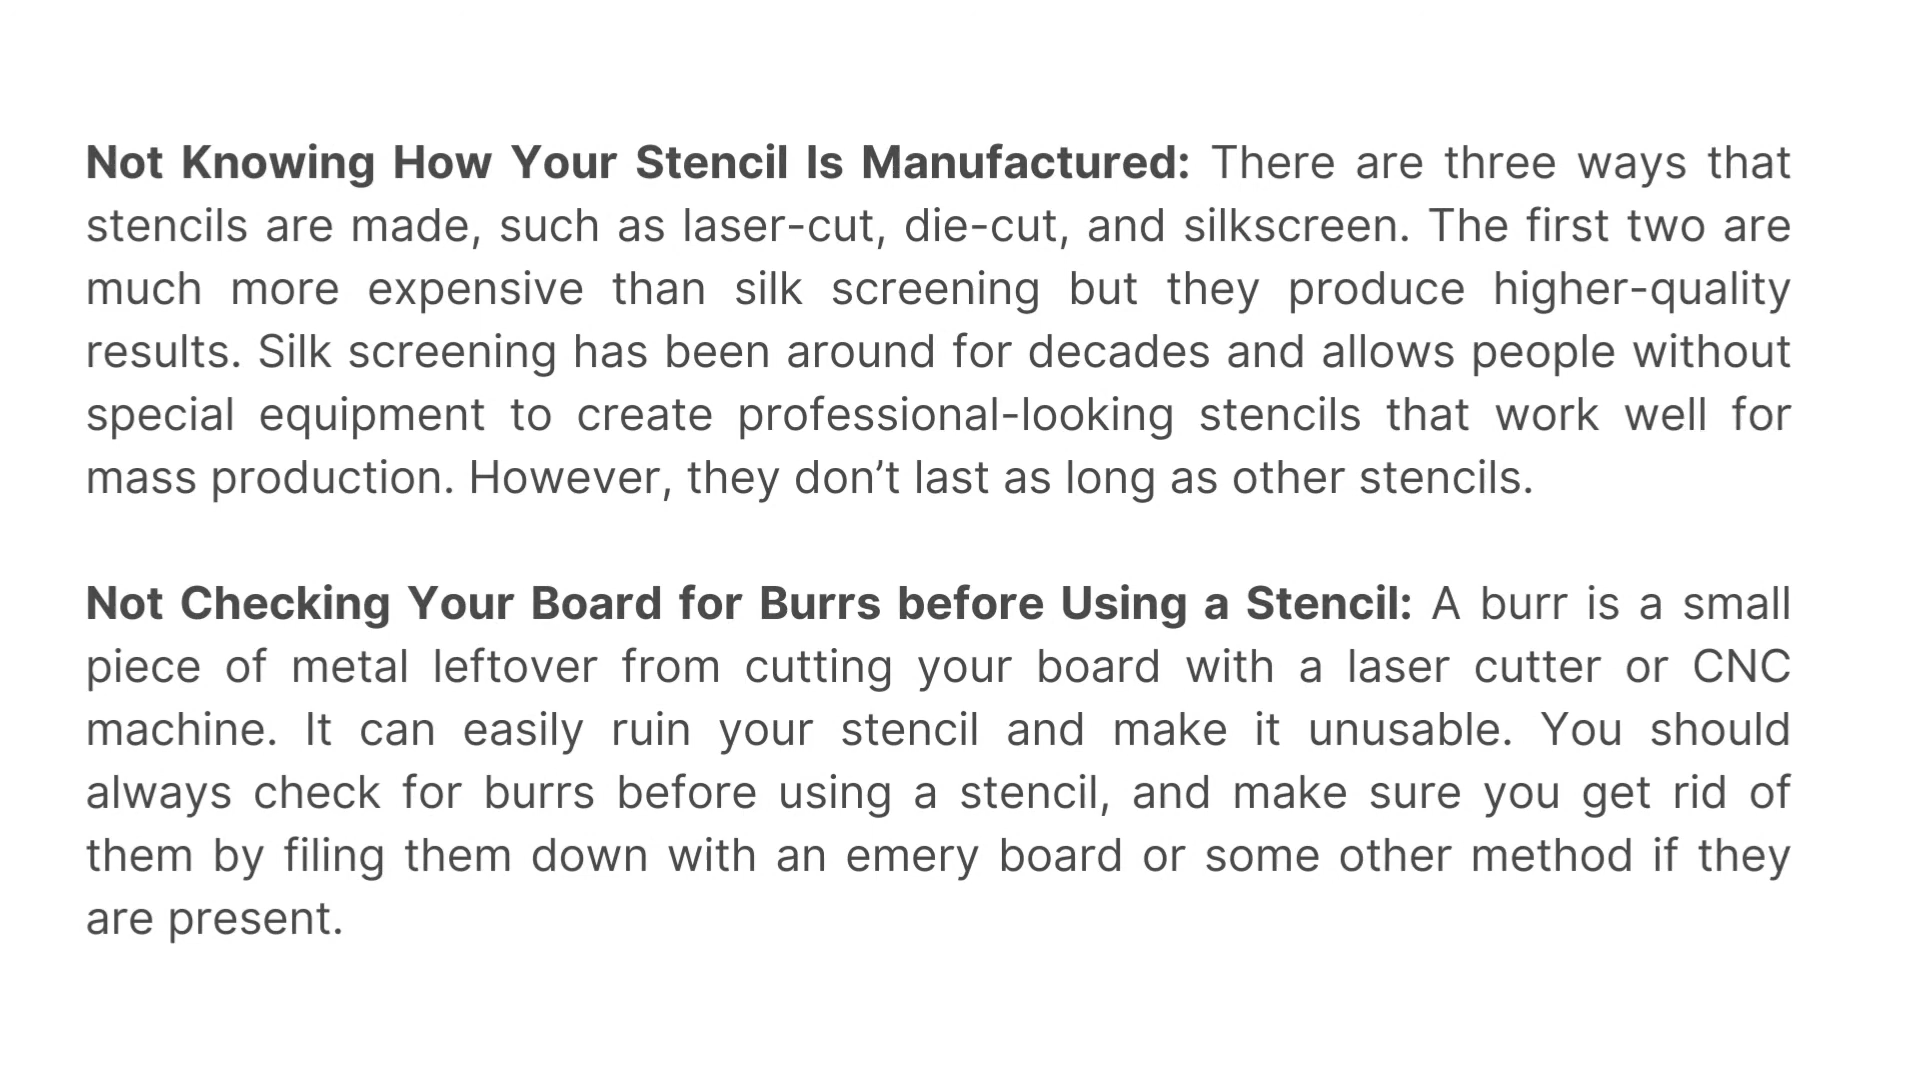 Not Knowing How Your Stencil Is Manufactured: There are three ways that
stencils are made, such as laser-cut, die-cut, and silkscreen. The first two are
much more expensive than silk screening but they produce higher-quality
results. Silk screening has been around for decades and allows people without
special equipment to create professional-looking stencils that work well for
mass production. However, they don’t last as long as other stencils.
Not Checking Your Board for Burrs before Using a Stencil: A burr is a small
piece of metal leftover from cutting your board with a laser cutter or CNC
machine. It can easily ruin your stencil and make it unusable. You should
always check for burrs before using a stencil, and make sure you get rid of
them by filing them down with an emery board or some other method if they
are present.